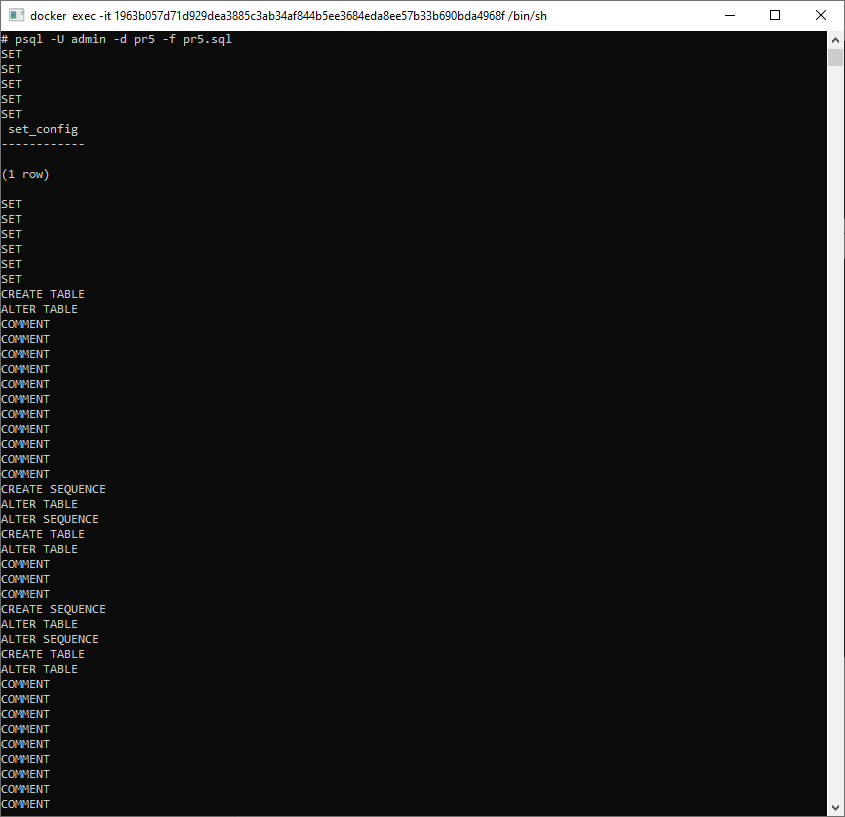 docker exec -it 1963b057d71d929dea3885c3ab34af844b5ee3684eda8ee57b33b690bda4968f /bin/sh
# psql -U admin -d pr5 -f pr5.sql
SET
SET
SET
SET
SET
set_config
------------
(1 row)
SET
SET
SET
SET
SET
SET
CREATE TABLE
ALTER TABLE
COMMENT
COMMENT
COMMENT
COMMENT
COMMENT
COMMENT
COMMENT
COMMENT
COMMENT
COMMENT
COMMENT
CREATE SEQUENCE
ALTER TABLE
ALTER SEQUENCE
CREATE TABLE
ALTER TABLE
COMMENT
COMMENT
COMMENT
CREATE SEQUENCE
ALTER TABLE
ALTER SEQUENCE
CREATE TABLE
ALTER TABLE
COMMENT
COMMENT
COMMENT
COMMENT
COMMENT
COMMENT
COMMENT
COMMENT
COMMENT